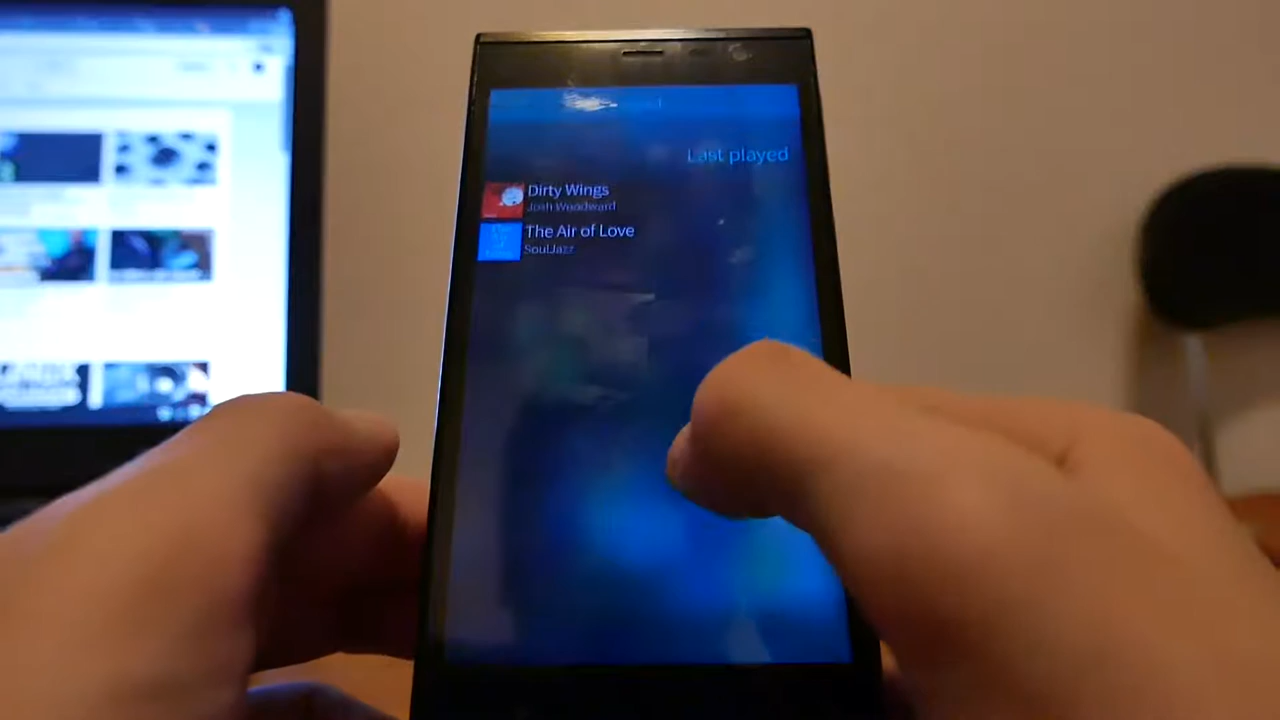 Last played
Dirty Wings
Josh Woodward
The Air of Love
SoulJazz